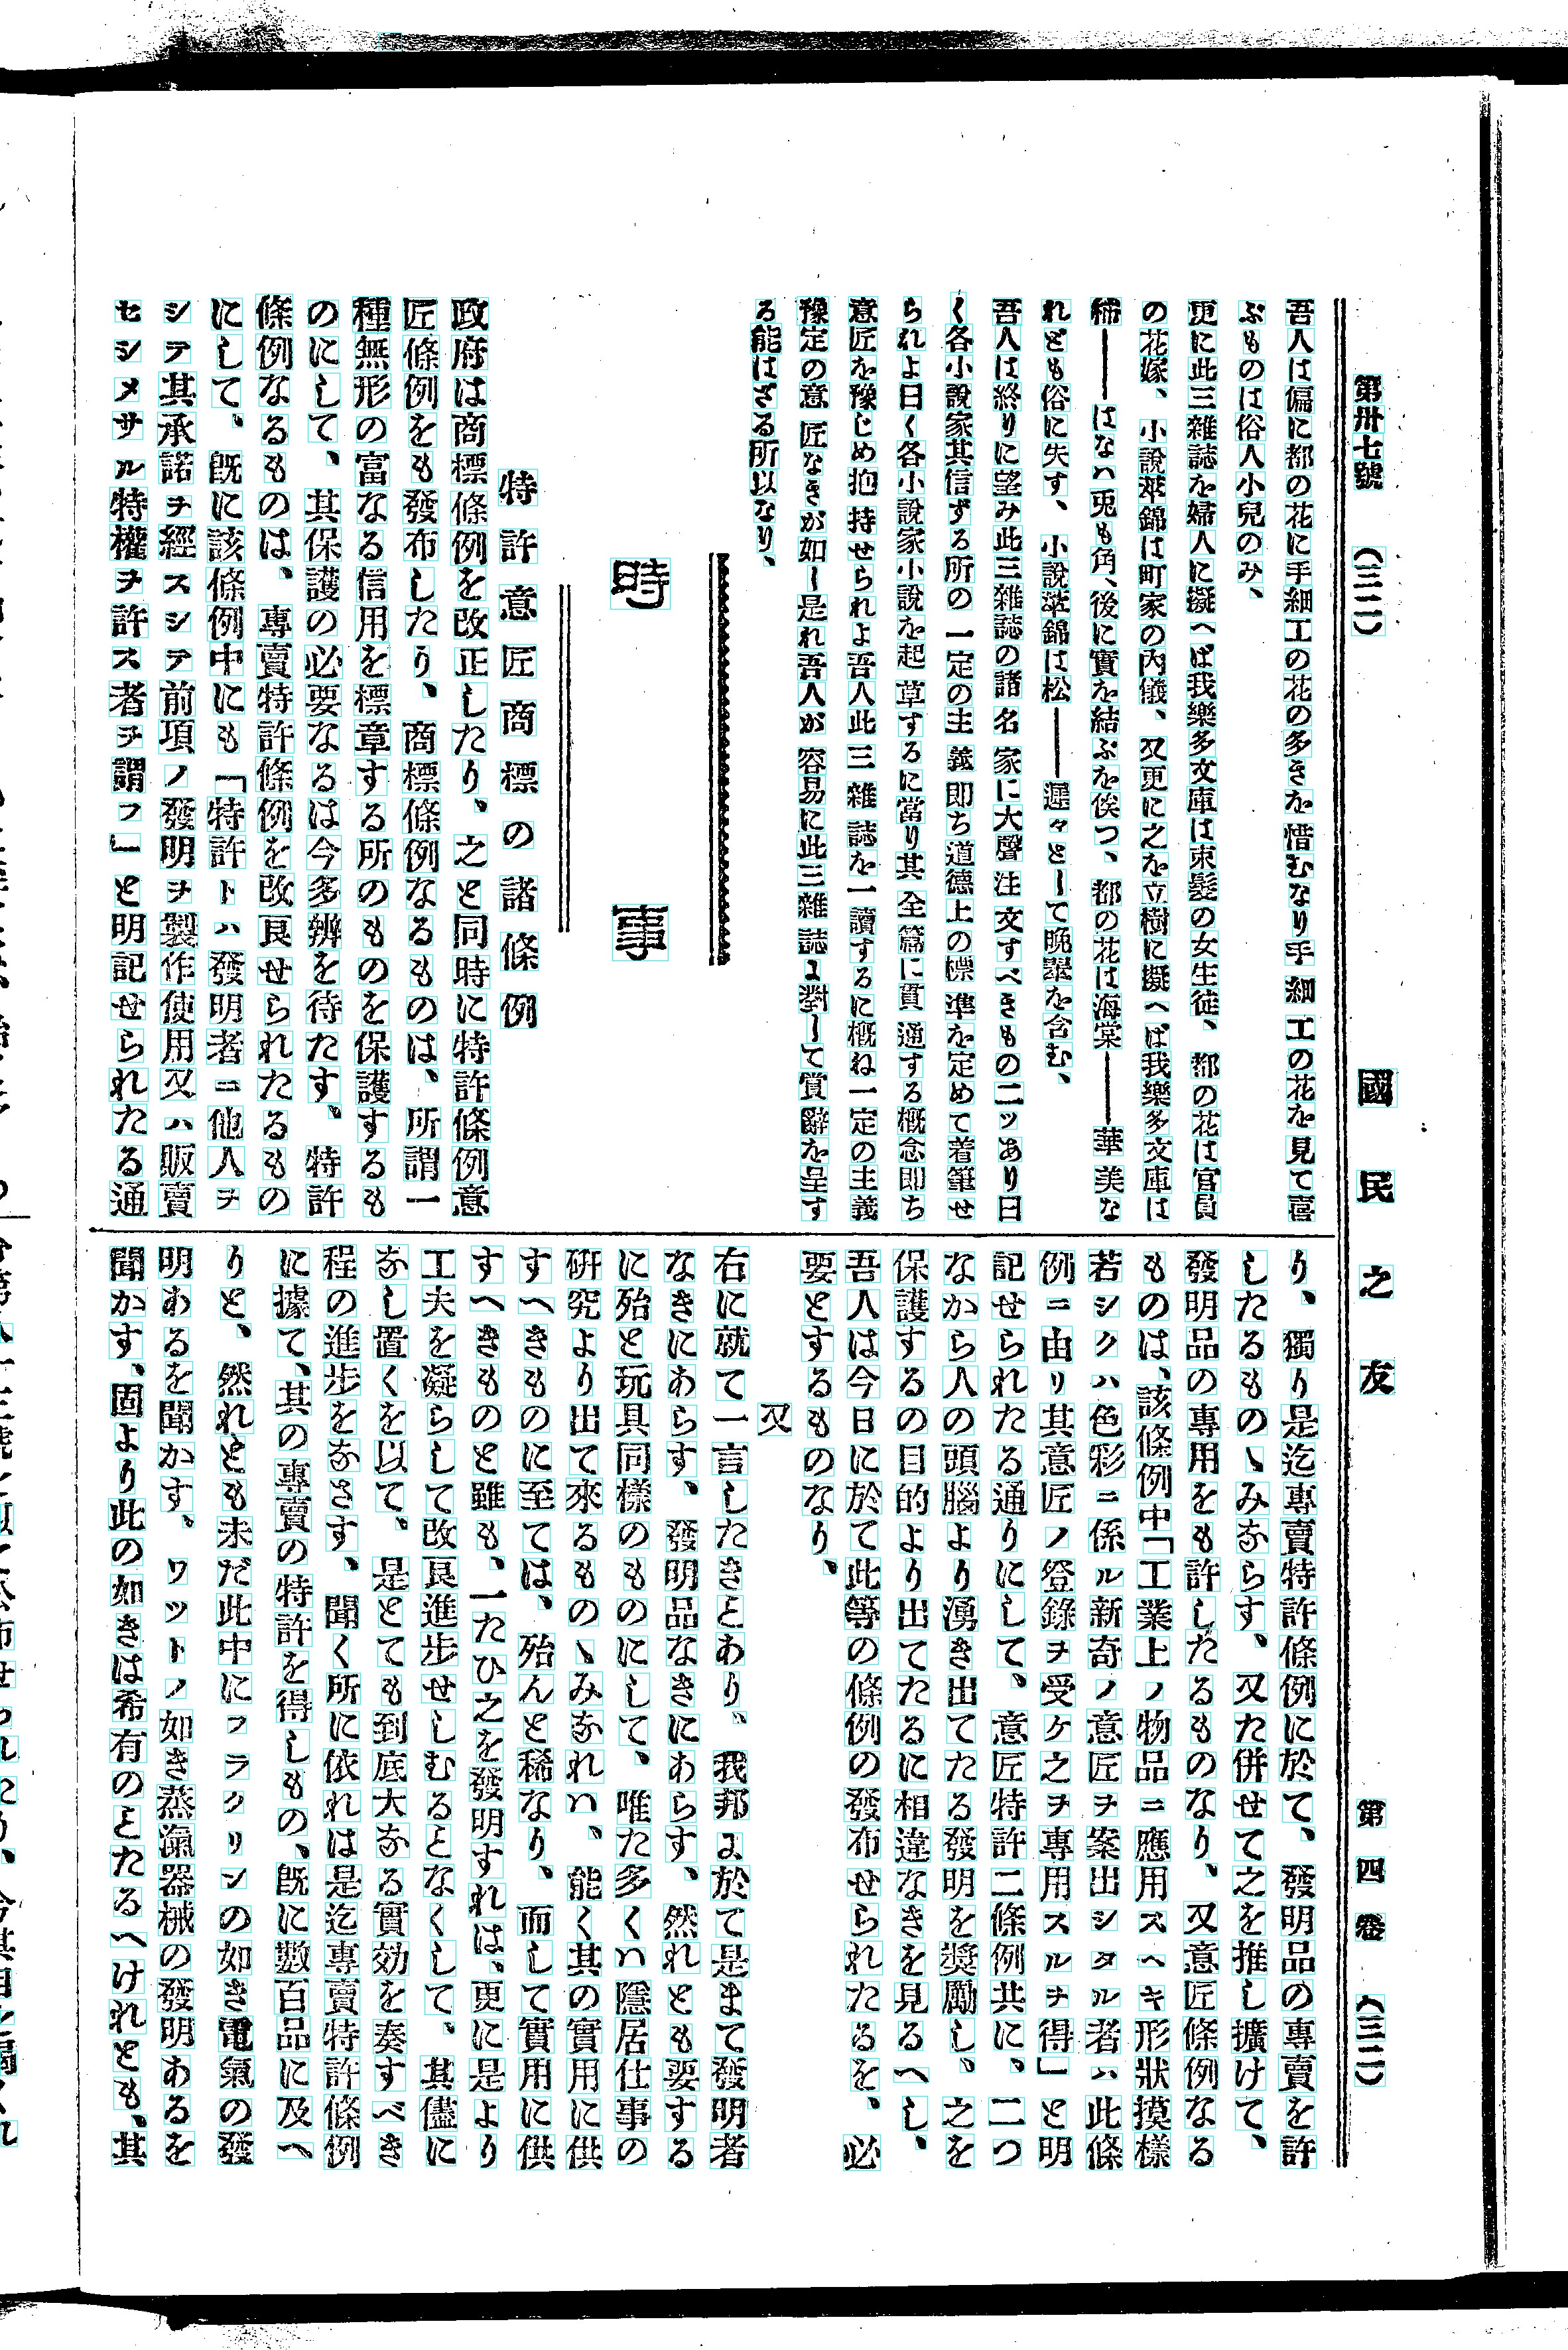 第卅七號　（三二）　國民之友　第四卷　（三二）
吾人は偏に都の花に手細工の花の多きを惜むなり手細工の花を見て喜
ぶものは俗人小兒のみ、
更に此三雜誌を婦人に擬へば我樂多文庫は束髮の女生徒、都の花は官員
の花嫁、小說萃錦は町家の內儀、又更に之を立樹に擬へば我樂多文庫は
柿――はなハ兎も角、後に實を結ぶを俟つ、都の花は海棠――華美な
れども俗に失す、小說萃錦は松――遲々として晩翠を含む、
吾人は終りに望み此三雜誌の諸名家に大聲注文すべきもの二ッあり曰
く各小說家其信ずる所の一定の主義卽ち道德上の標準を定めて着筆せ
られよ曰く各小說家小說を起草するに當り其全篇に貫通する槪念卽ち
意匠を豫じめ抱持せられよ吾人此三雜誌を一讀するに槪ね一定の主義
豫定の意匠なきが如し是れ吾人が容易に此三雜誌に對して賞辭を呈す
る能はざる所以なり、
時事
特許意匠商標の諸條例
政府は商標條例を改正したり、之と同時に特許條例意
匠條例をも發布したり、商標條例なるものは、所謂一
種無形の富なる信用を標章する所のものを保護するも
のにして、其保護の必要なるは今多辨を待たす、特許
條例なるものは、專賣特許條例を改良せられたるもの
にして、既に該條例中にも「特許トハ發明者ニ他人ヲ
シテ其承諾ヲ經スシテ前項ノ發明ヲ製作使用又ハ販賣
セシメサル特權ヲ許ス者ヲ謂フ」と明記せられたる通
り、獨り是迄專賣特許條例に於て、發明品の專賣を許
したるものゝみならす、又た併せて之を推し擴けて、
發明品の專用をも許したるものなり、又意匠條例なる
ものは、該條例中「工業上ノ物品ニ應用スヘキ形狀摸樣
若シクハ色彩ニ係ル新奇ノ意匠ヲ案出シタル者ハ此條
例ニ由リ其意匠ノ登錄ヲ受ケ之ヲ專用スルヲ得」と明
記せられたる通りにして、意匠特許二條例共に、二つ
なから人の頭腦より湧き出てたる發明を奬勵し、之を
保護するの目的より出てたるに相違なきを見るへし、
吾人は今日に於て此等の條例の發布せられたるを、必
要とするものなり、
又
右に就て一言したきとあり、我邦に於て是まて發明者
なきにあらす、發明品なきにあらす、然れとも要する
に殆と玩具同樣のものにして、唯た多くハ隱居仕事の
硏究より出て來るものゝみなれハ、能く其の實用に供
すへきものに至ては、殆んと稀なり、而して實用に供
すへきものと雖も、一たひ之を發明すれは、更に是より
工夫を凝らして改良進步せしむるとなくして、其儘に
なし置くを以て、是とても到底大なる實効を奏すべき
程の進步をなさす、聞く所に依れは是迄專賣特許條例
に據て、其の專賣の特許を得しもの、既に數百品に及へ
りと、然れとも未だ此中にフラクリンの如き電氣の發
明あるを聞かす、ワットノ如き蒸滊器械の發明あるを
聞かす、固より此の如きは希有のとたるへけれとも、其